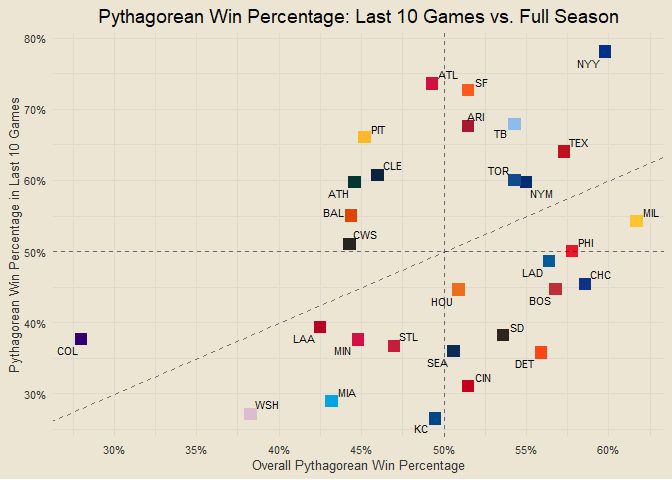 Pythagorean Win Percentage: Last 10 Games vs. Full Season
Pythagorean Win Percentage in Last 10 Games
80%
70%
60%
50%
40%
30%
NYY
ATL
SF
ARI
TB
PIT
TEX
CLE
TOR
ATH
NYM
BAL
MIL
CWS
PHI
LAD
CHC
HOU
BOS
SD
LAA
STL
COL
MIN
SEA
DET
CIN
MIA
WSH
KC
30%
35%
40%
45%
50%
55%
60%
Overall Pythagorean Win Percentage